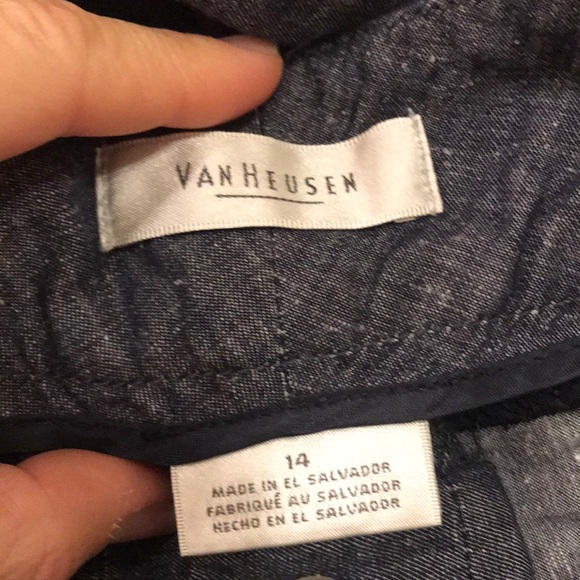 VAN HEUSEN
14
MADE IN EL SALVADOR
FABRIQUÉ AU SALVADOR
HECHO EN EL SALVADOR